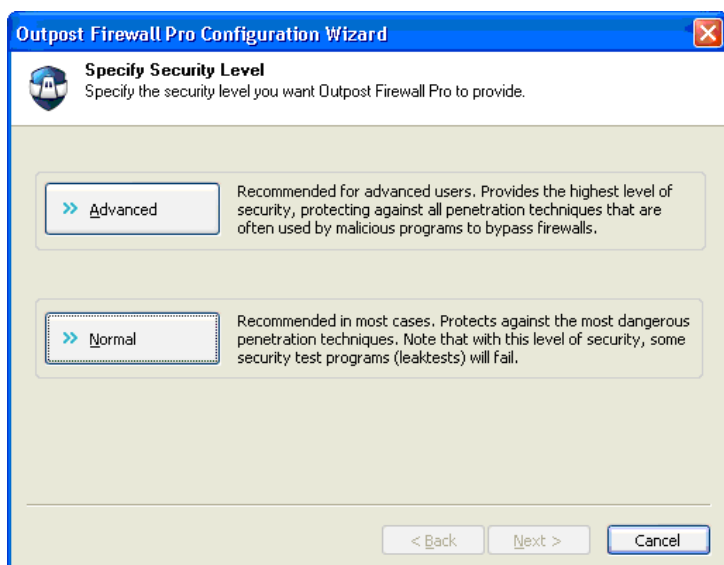 Outpost Firewall Pro Configuration Wizard
Specify Security Level
Specify the security level you want Outpost Firewall Pro to provide.
Advanced
Recommended for advanced users. Provides the highest level of
security, protecting against all penetration techniques that are
often used by malicious programs to bypass firewalls.
Normal
Recommended in most cases. Protects against the most dangerous
penetration techniques. Note that with this level of security, some
security test programs (leaktests) will fail.
< Back
Next >
Cancel